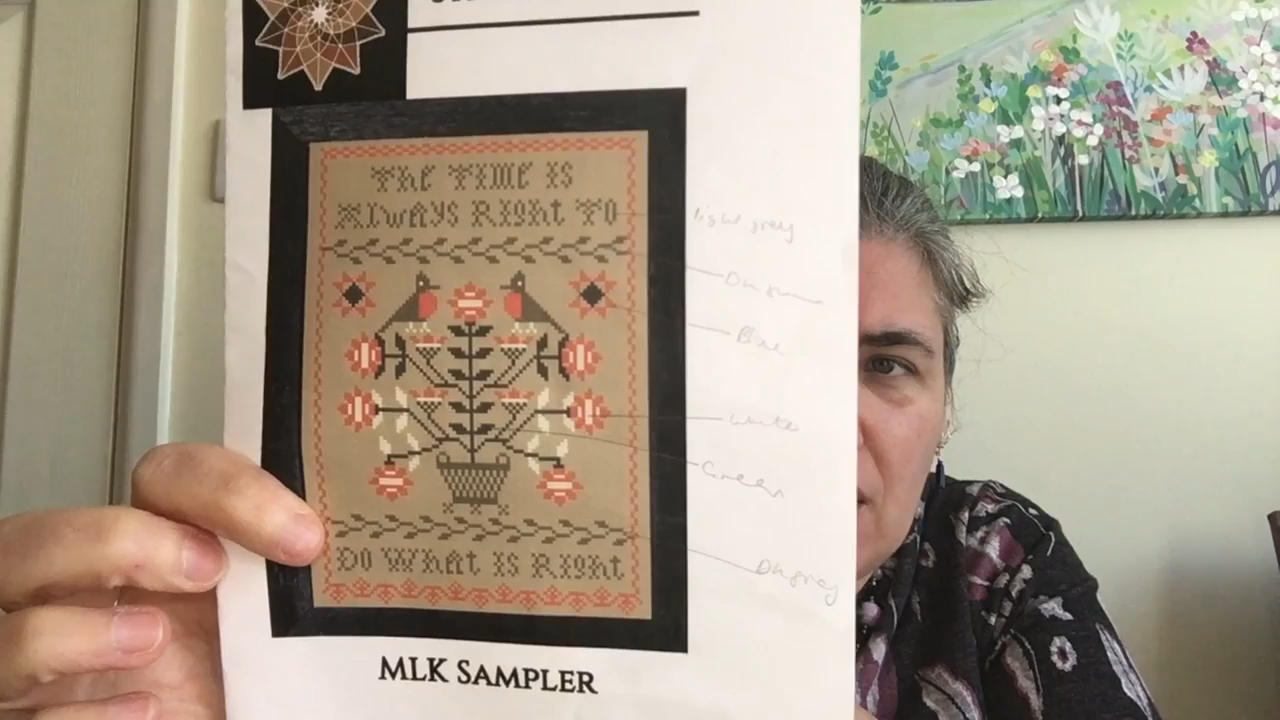 The Time is
Always Right To
light grey
Blue
white
Green
Dk grey
Do What is Right
MLK SAMPLER